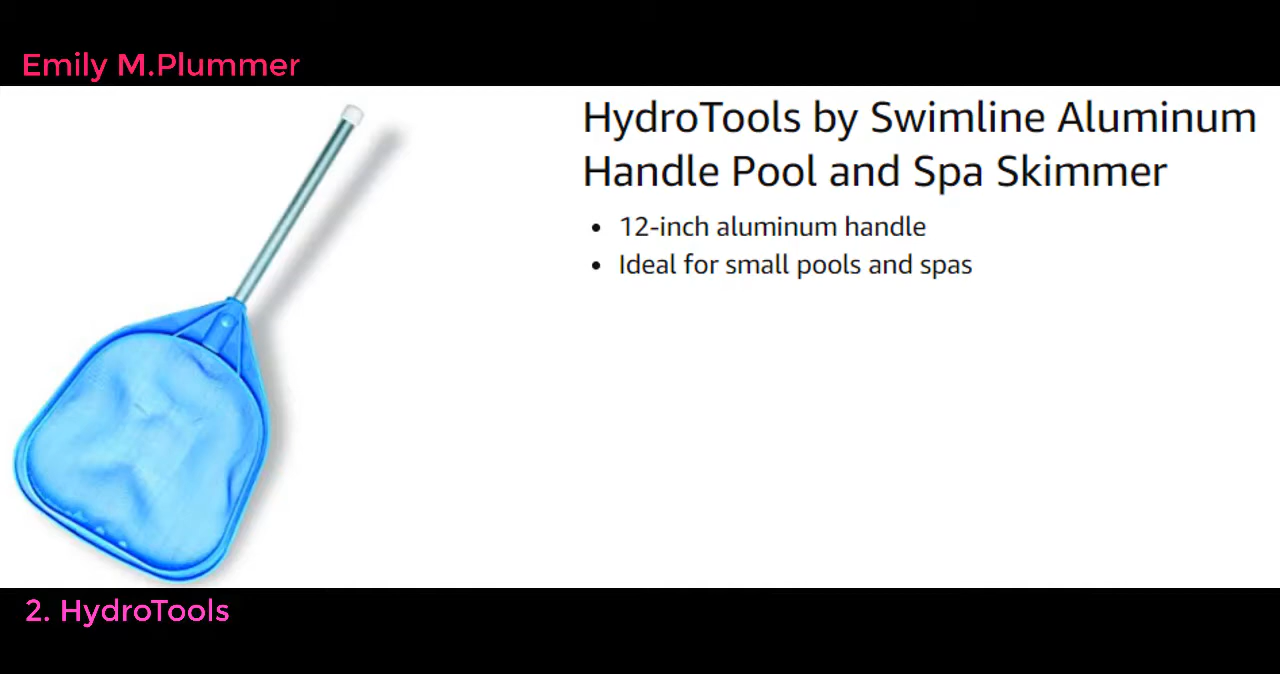 Emily M.Plummer
HydroTools by Swimline Aluminum
Handle Pool and Spa Skimmer
• 12-inch aluminum handle
• Ideal for small pools and spas
2. HydroTools